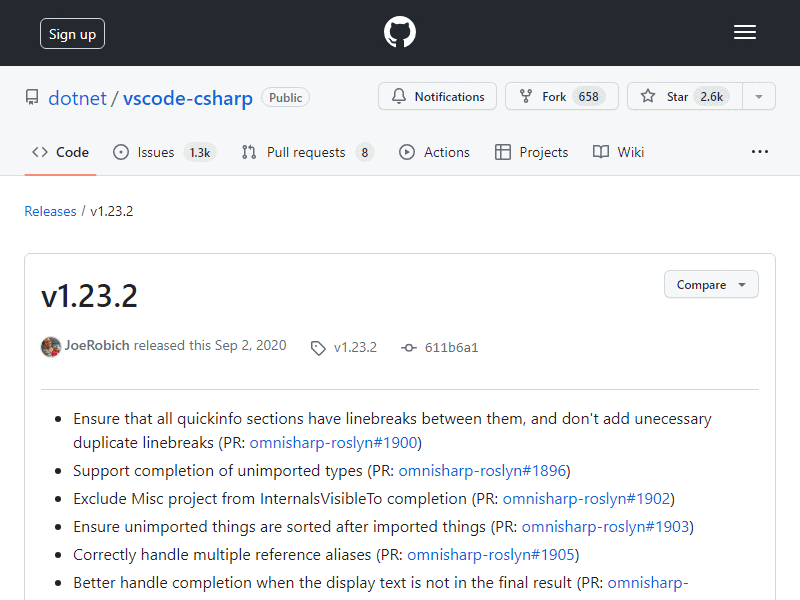 Sign up
dotnet / vscode-csharp Public
Notifications Fork 658 Star 2.6k
Code Issues 1.3k Pull requests 8 Actions Projects Wiki
Releases / v1.23.2
v1.23.2
Compare
JoeRobich released this Sep 2, 2020 v1.23.2 611b6a1
Ensure that all quickinfo sections have linebreaks between them, and don't add unecessary
duplicate linebreaks (PR: omnisharp-roslyn#1900)
Support completion of unimported types (PR: omnisharp-roslyn#1896)
Exclude Misc project from InternalsVisibleTo completion (PR: omnisharp-roslyn#1902)
Ensure unimported things are sorted after imported things (PR: omnisharp-roslyn#1903)
Correctly handle multiple reference aliases (PR: omnisharp-roslyn#1905)
Better handle completion when the display text is not in the final result (PR: omnisharp-